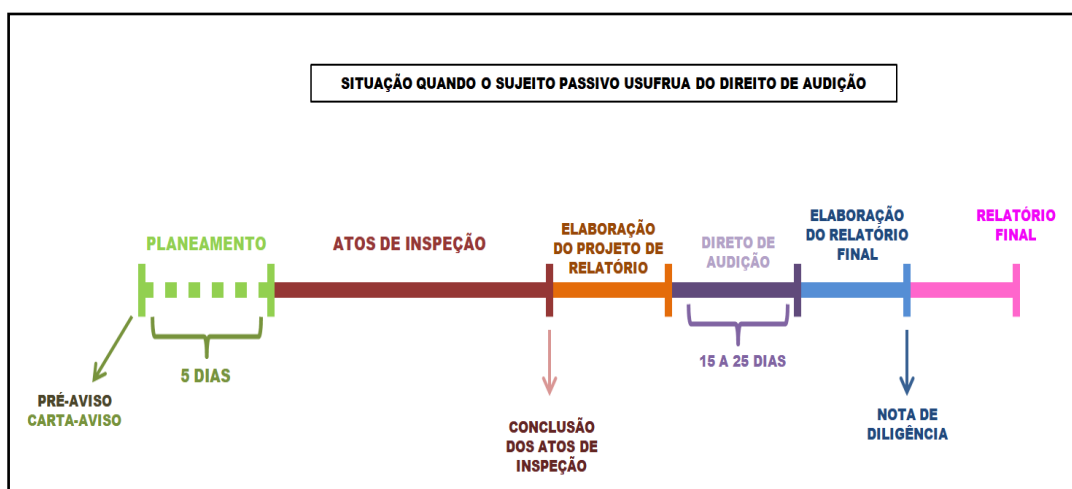 SITUAÇÃO QUANDO O SUJEITO PASSIVO USUFRUA DO DIREITO DE AUDIÇÃO
PLANEAMENTO
ATOS DE INSPEÇÃO
ELABORAÇÃO
DO PROJETO DE
RELATÓRIO
DIRETO DE
AUDIÇÃO
ELABORAÇÃO
DO RELATÓRIO
FINAL
RELATÓRIO
FINAL
5 DIAS
15 A 25 DIAS
PRÉ-AVISO
CARTA-AVISO
CONCLUSÃO
DOS ATOS DE
INSPEÇÃO
NOTA DE
DILIGÊNCIA